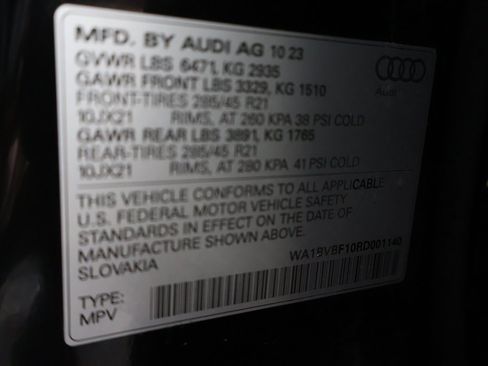 MFD. BY AUDI AG 10 23
GVWR LBS 6471, KG 2935
GAWR FRONT LBS 3329, KG 1510
FRONT-TIRES 285/45 R21
10JX21 RIMS, AT 260 KPA 38 PSI COLD
GAWR REAR LBS 3891, KG 1765
REAR-TIRES 285/45 R21
10JX21 RIMS, AT 280 KPA 41 PSI COLD
THIS VEHICLE CONFORMS TO ALL APPLICABLE
U.S. FEDERAL MOTOR VEHICLE SAFETY
STANDARDS IN EFFECT ON THE DATE OF
MANUFACTURE SHOWN ABOVE.
SLOVAKIA
WA1BVBF10RD001140
TYPE:
MPV
Audi